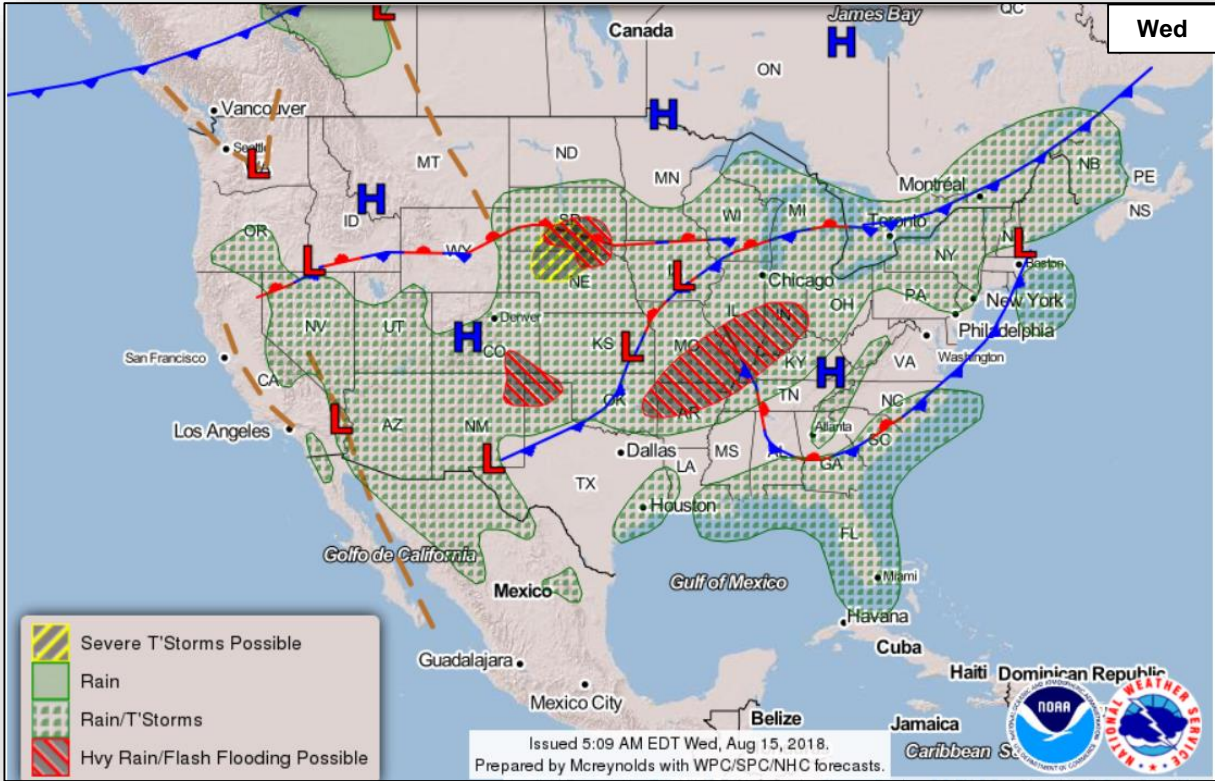 James Bay
QC
Wed
Canada
ON
Vancouver
Seattle
MT
ND
MN
NB
PE
NS
Montréal
ID
OR
WY
SD
WI
MI
Toronto
NY
Boston
NE
Chicago
New York
NV
UT
Denver
CO
KS
MO
IL
IN
OH
PA
Philadelphia
San Francisco
CA
KY
VA
Washington
OK
AR
TN
NC
Los Angeles
AZ
NM
Dallas
MS
AL
Atlanta
SC
GA
LA
TX
Houston
FL
Golfo de California
Mexico
Gulf of Mexico
Miami
Havana
Cuba
Guadalajara
Mexico City
Haiti
Dominican Republic
Belize
Jamaica
Severe T'Storms Possible
Rain
Rain/T'Storms
Hvy Rain/Flash Flooding Possible
Issued 5:09 AM EDT Wed, Aug 15, 2018.
Prepared by Mcreynolds with WPC/SPC/NHC forecasts.
Caribbean
NOAA
NATIONAL WEATHER SERVICE
H
H
H
H
H
L
L
L
L
L
L
L
L